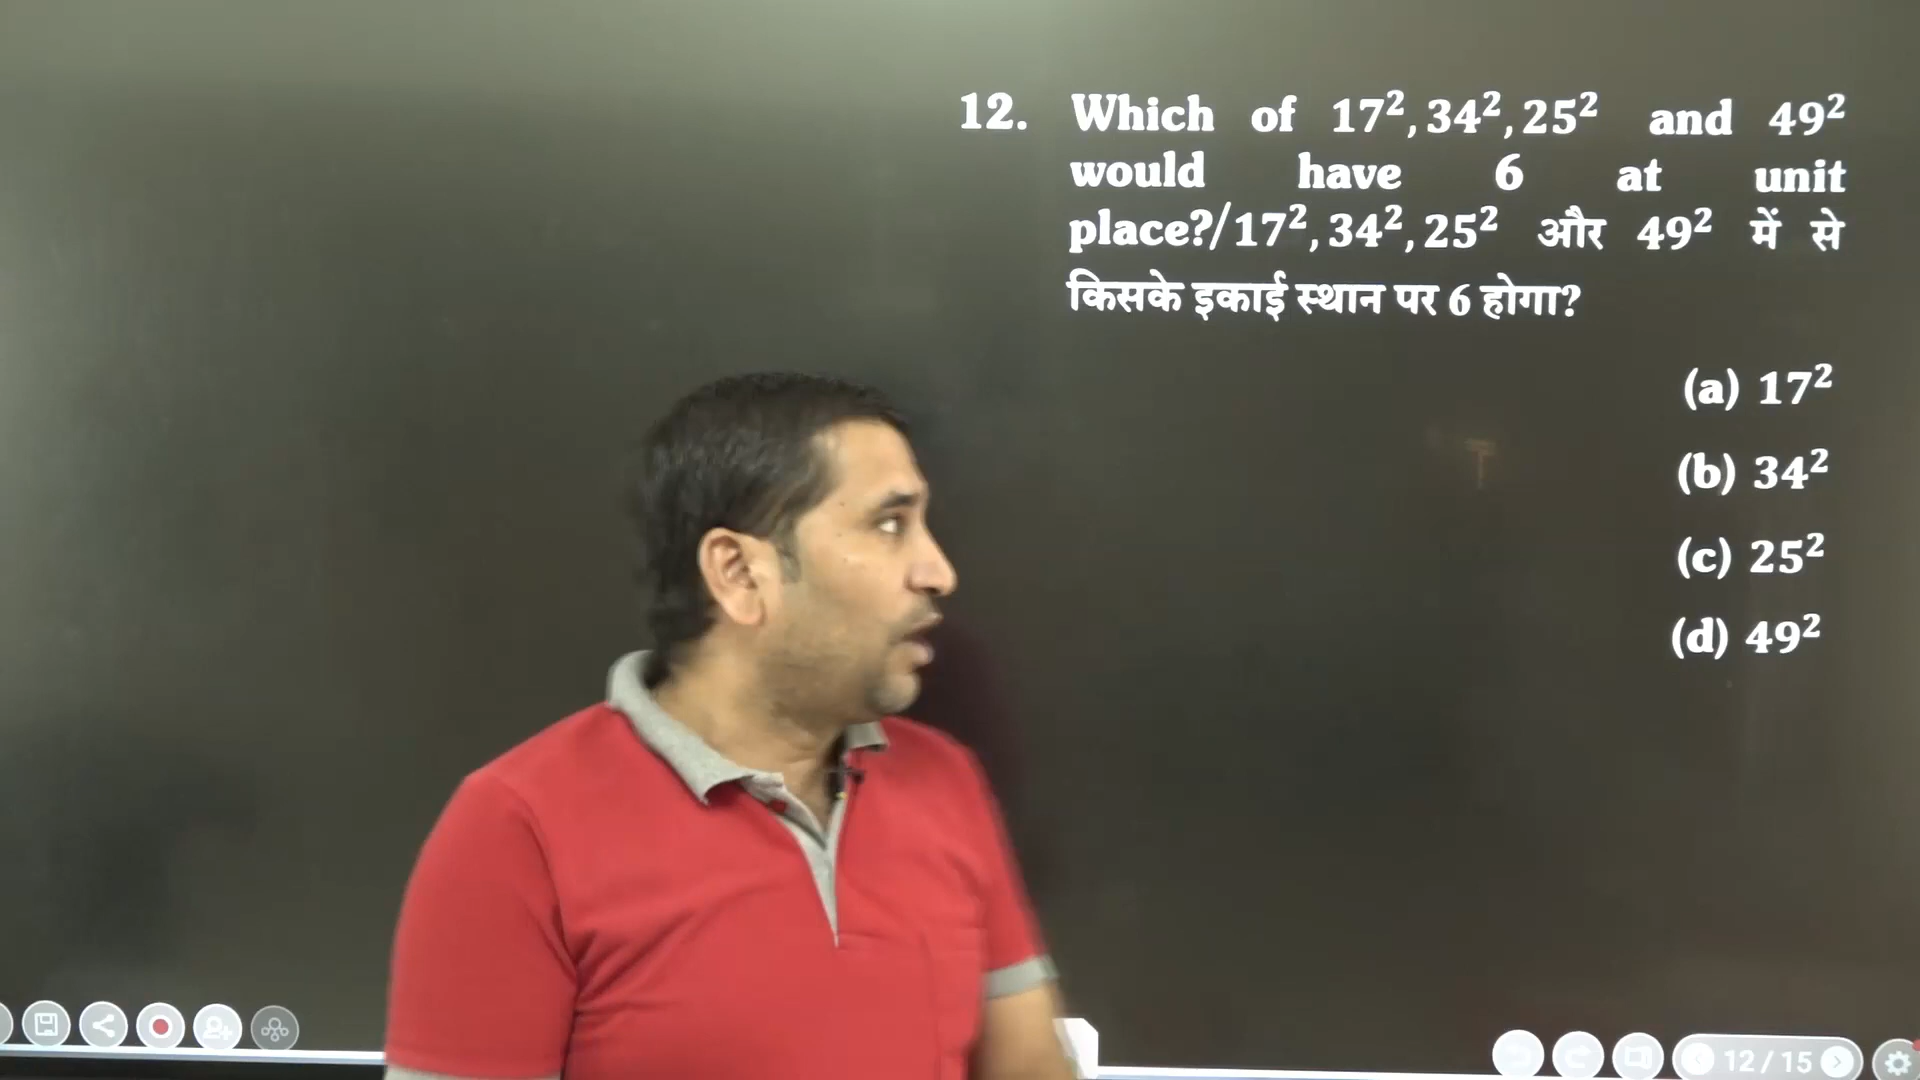 12. Which of 17², 34², 25² and 49²
would have 6 at unit
place?/17², 34², 25² और 49² में से
किसके इकाई स्थान पर 6 होगा?
(a) 17²
(b) 34²
(c) 25²
(d) 49²
12 / 15